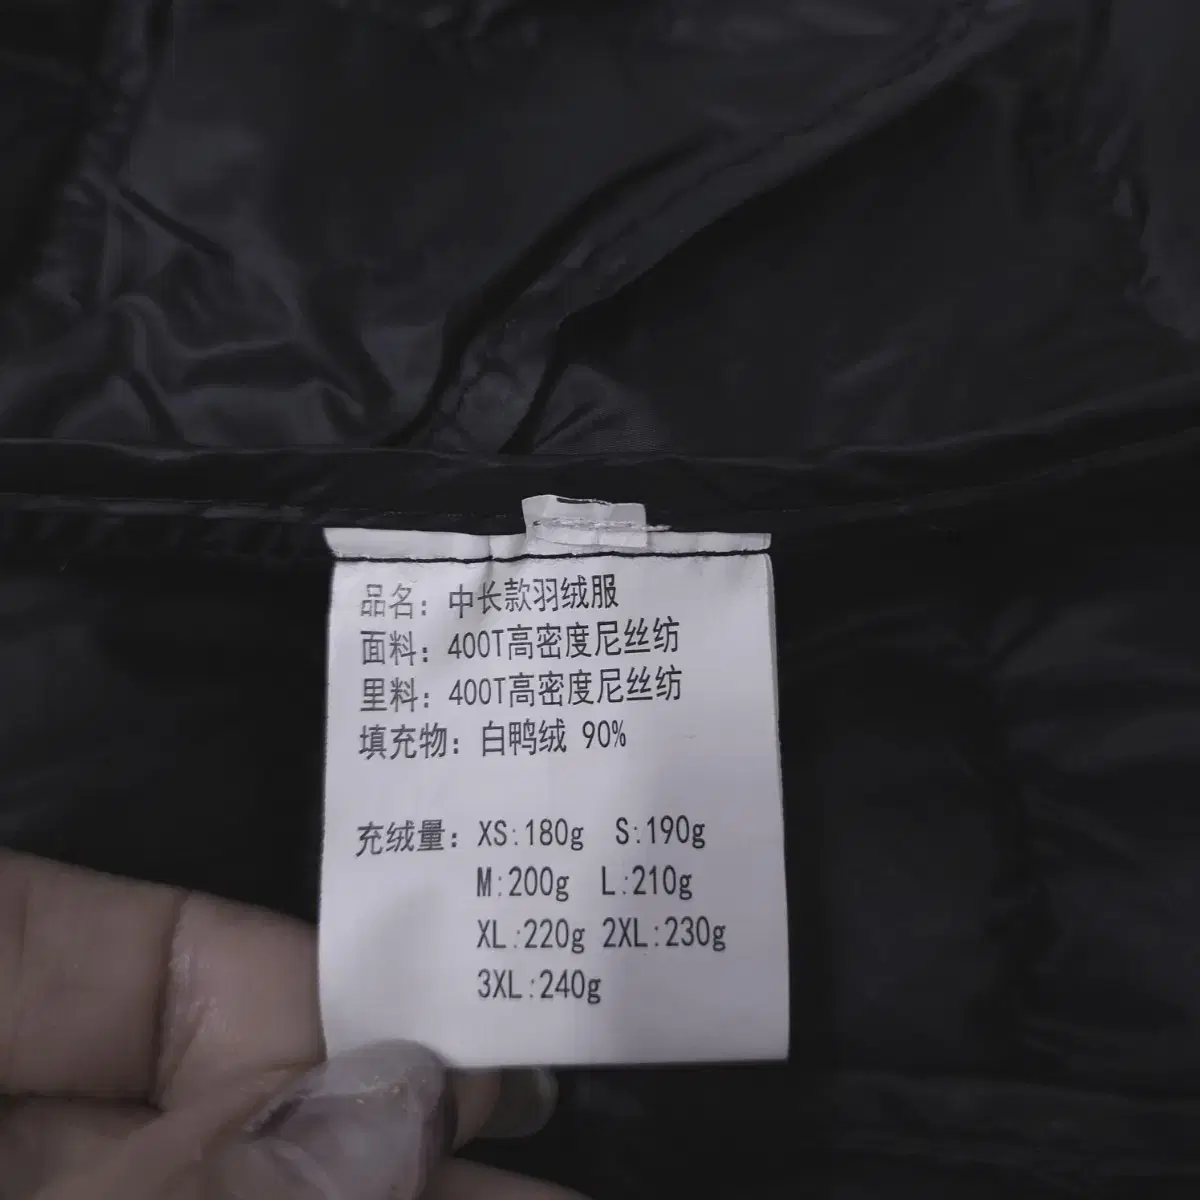 品名：中长款羽绒服
面料：400T高密度尼丝纺
里料：400T高密度尼丝纺
填充物：白鸭绒 90%
充绒量：XS:180g S:190g
M:200g L:210g
XL:220g 2XL:230g
3XL:240g